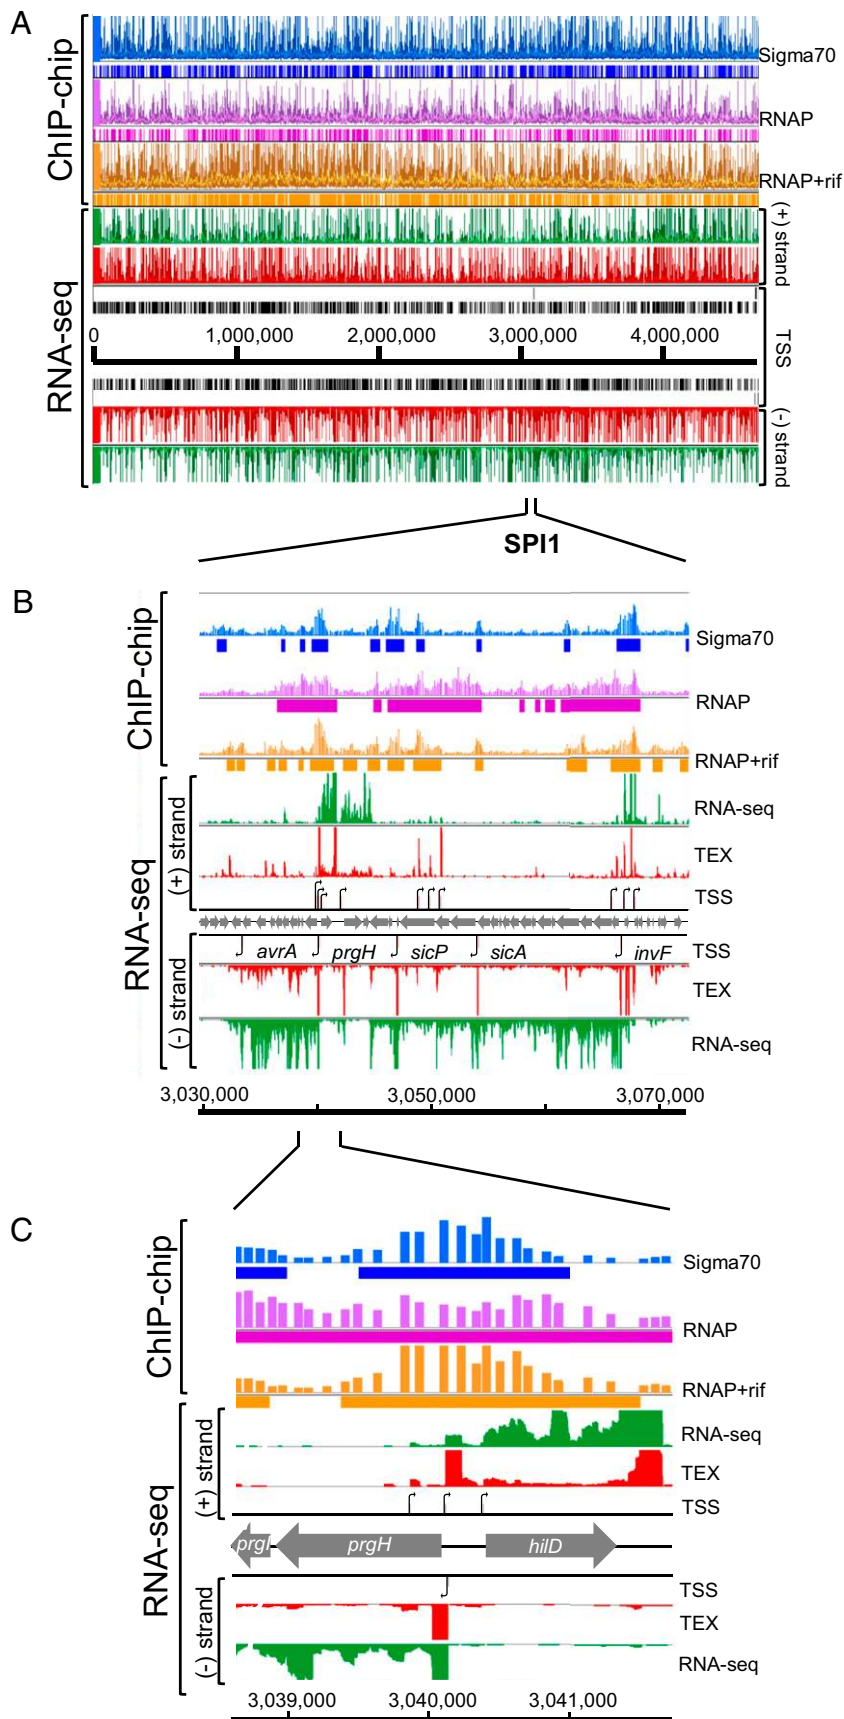 A
ChIP-chip
Sigma70
RNAP
RNAP+rif
RNA-seq
(+) strand
TSS
0 1,000,000 2,000,000 3,000,000 4,000,000
(-) strand
SPI1
B
ChIP-chip
Sigma70
RNAP
RNAP+rif
RNA-seq
(+) strand
RNA-seq
TEX
TSS
avrA prgH sicP sicA invF
TSS
(-) strand
TEX
RNA-seq
3,030,000 3,050,000 3,070,000
C
ChIP-chip
Sigma70
RNAP
RNAP+rif
RNA-seq
(+) strand
RNA-seq
TEX
TSS
prgI prgH hilD
(-) strand
TSS
TEX
RNA-seq
3,039,000 3,040,000 3,041,000